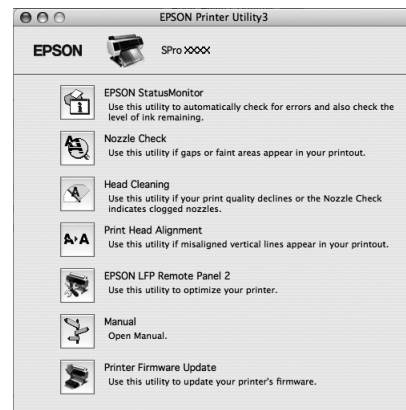 EPSON Printer Utility3
EPSON
SPro XXXX
EPSON StatusMonitor
Use this utility to automatically check for errors and also check the
level of ink remaining.
Nozzle Check
Use this utility if gaps or faint areas appear in your printout.
Head Cleaning
Use this utility if your print quality declines or the Nozzle Check
indicates clogged nozzles.
Print Head Alignment
Use this utility if misaligned vertical lines appear in your printout.
EPSON LFP Remote Panel 2
Use this utility to optimize your printer.
Manual
Open Manual.
Printer Firmware Update
Use this utility to update your printer's firmware.